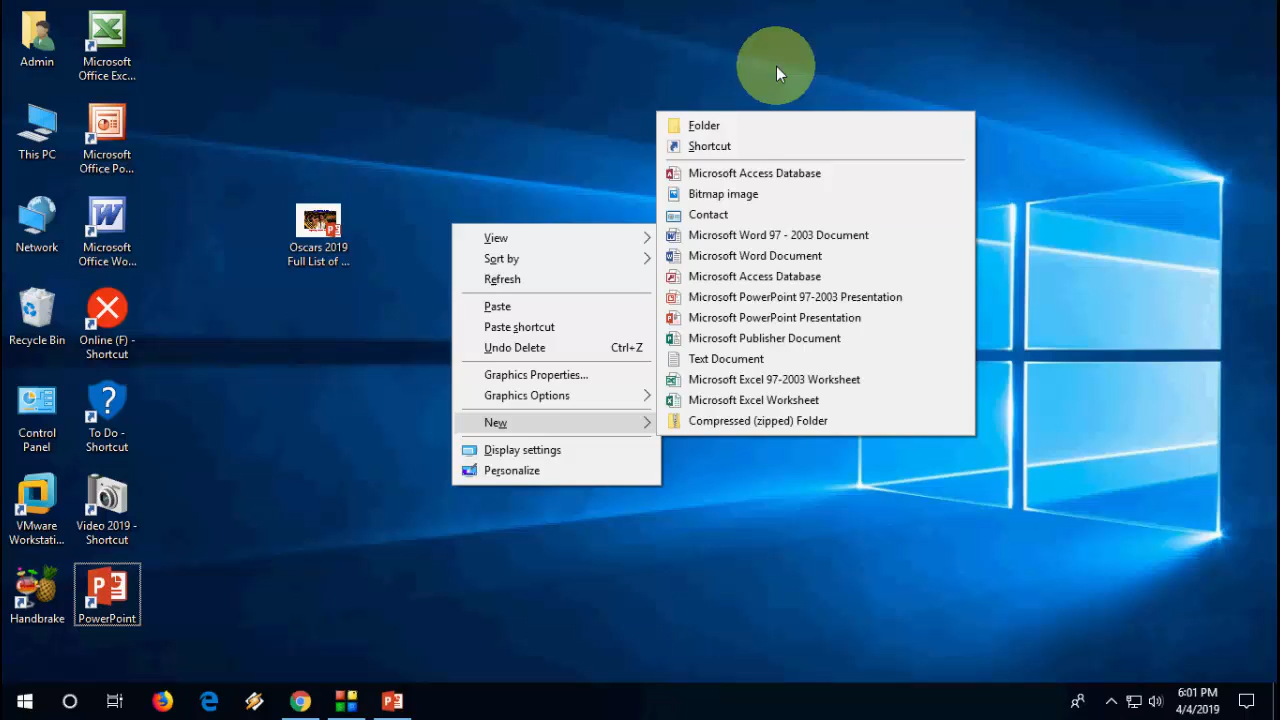 Admin
Microsoft
Office Exc...
This PC
Microsoft
Office Po...
Network
Microsoft
Office Wo...
Recycle Bin
Online (F) -
Shortcut
Control
Panel
To Do -
Shortcut
VMware
Workstati...
Video 2019 -
Shortcut
Handbrake
PowerPoint
Oscars 2019
Full List of ...
View
Sort by
Refresh
Paste
Paste shortcut
Undo Delete Ctrl+Z
Graphics Properties...
Graphics Options
New
Display settings
Personalize
Folder
Shortcut
Microsoft Access Database
Bitmap image
Contact
Microsoft Word 97 - 2003 Document
Microsoft Word Document
Microsoft Access Database
Microsoft PowerPoint 97-2003 Presentation
Microsoft PowerPoint Presentation
Microsoft Publisher Document
Text Document
Microsoft Excel 97-2003 Worksheet
Microsoft Excel Worksheet
Compressed (zipped) Folder
6:01 PM
4/4/2019